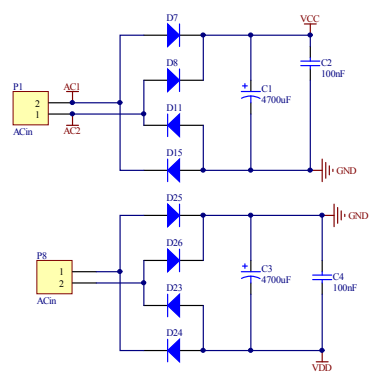 D7
VCC
P1
AC1
D8
C2
100nF
2
1
C1
4700uF
D11
ACin
AC2
D15
GND
D25
GND
P8
D26
1
2
C3
4700uF
C4
100nF
ACin
D23
D24
VDD